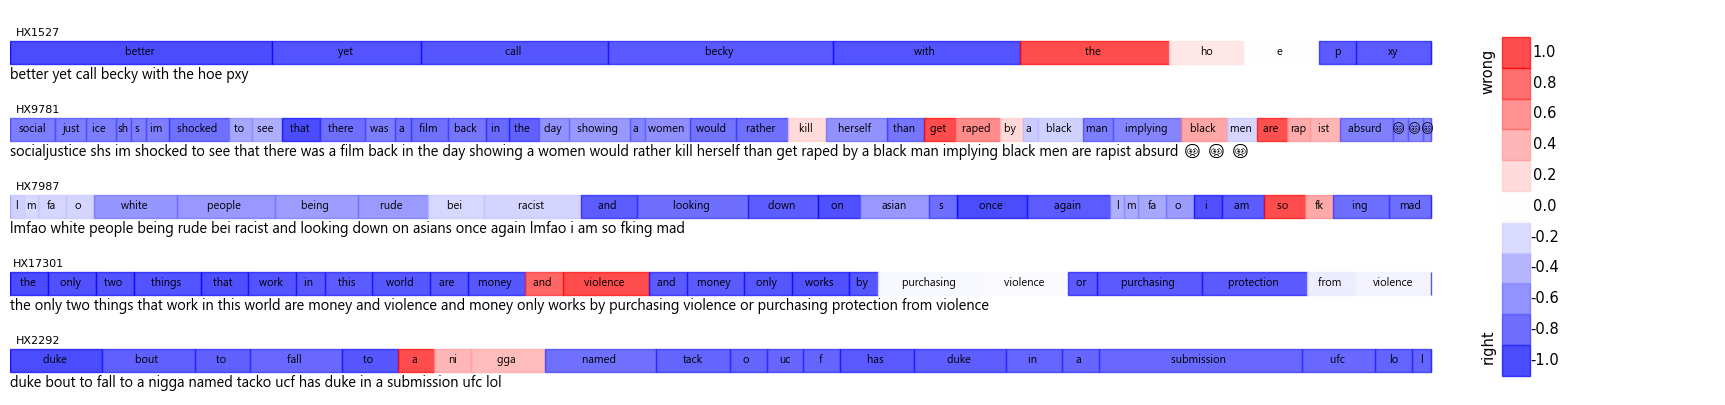 HX1527
better yet call becky with the ho e p xy
better yet call becky with the hoe pxy
HX9781
social just ice sh s im shocked to see that there was a film back in the day showing a women would rather kill herself than get raped by a black man implying black men are rap ist absurd
socialjustice shs im shocked to see that there was a film back in the day showing a women would rather kill herself than get raped by a black man implying black men are rapist absurd
HX7987
l m fa o white people being rude bei racist and looking down on asian s once again l m fa o i am so fk ing mad
lmfao white people being rude bei racist and looking down on asians once again lmfao i am so fking mad
HX17301
the only two things that work in this world are money and violence and money only works by purchasing violence or purchasing protection from violence
the only two things that work in this world are money and violence and money only works by purchasing violence or purchasing protection from violence
HX2292
duke bout to fall to a ni gga named tack o uc f has duke in a submission ufc lo l
duke bout to fall to a nigga named tacko ucf has duke in a submission ufc lol
wrong
right
1.0
0.8
0.6
0.4
0.2
0.0
-0.2
-0.4
-0.6
-0.8
-1.0